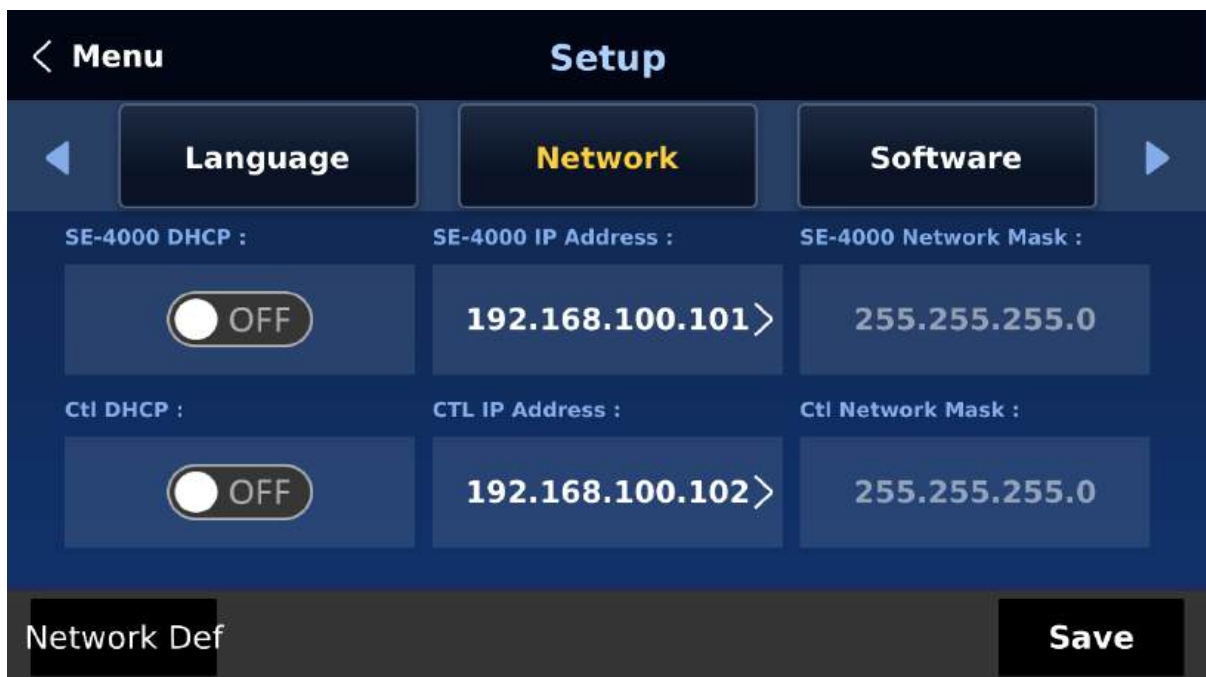 Menu
Setup
Language
Network
Software
SE-4000 DHCP :
SE-4000 IP Address :
SE-4000 Network Mask :
OFF
192.168.100.101
255.255.255.0
Ctl DHCP :
CTL IP Address :
Ctl Network Mask :
OFF
192.168.100.102
255.255.255.0
Network Def
Save